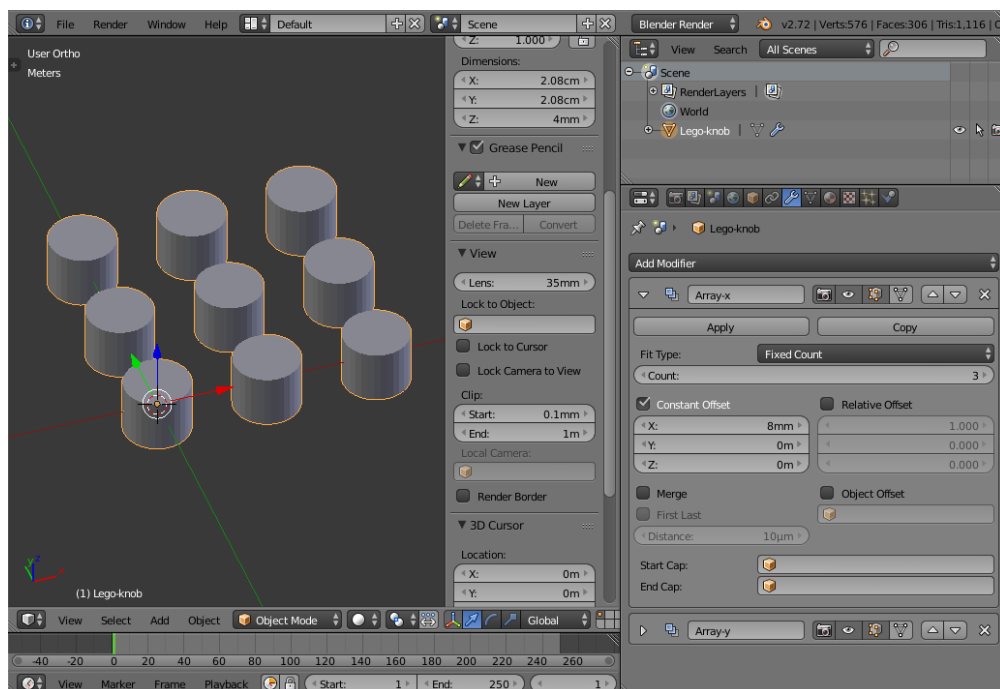 File Render Window Help Default Scene Blender Render v2.72 | Verts:576 | Faces:306 | Tris:1,116 |
User Ortho
Meters
Z: 1.000
Dimensions:
X: 2.08cm
Y: 2.08cm
Z: 4mm
Grease Pencil
New
New Layer
Delete Fra... Convert
View
Lens: 35mm
Lock to Object:
Lock to Cursor
Lock Camera to View
Clip:
Start: 0.1mm
End: 1m
Local Camera:
Render Border
3D Cursor
Location:
X: 0m
Y: 0m
(1) Lego-knob
View Select Add Object Object Mode Global
-40 -20 0 20 40 60 80 100 120 140 160 180 200 220 240 260
View Marker Frame Playback Start: 1 End: 250 1
View Search All Scenes
Scene
RenderLayers |
World
Lego-knob |
Lego-knob
Add Modifier
Array-x
Apply Copy
Fit Type: Fixed Count
Count: 3
Constant Offset Relative Offset
X: 8mm 1.000
Y: 0m 0.000
Z: 0m 0.000
Merge Object Offset
First Last
Distance: 10µm
Start Cap:
End Cap:
Array-y